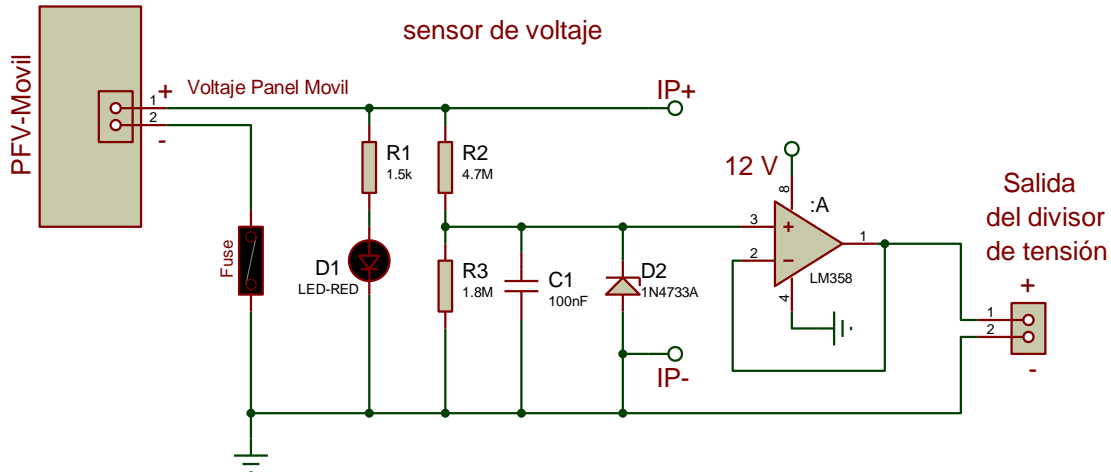 sensor de voltaje
PFV-Movil
1
+
Voltaje Panel Movil
2
-
IP+
R1
1.5k
R2
4.7M
12 V
8
:A
3
+
1
2
−
LM358
4
Salida
del divisor
de tensión
+
1
2
-
Fuse
D1
LED-RED
R3
1.8M
C1
100nF
D2
1N4733A
IP-